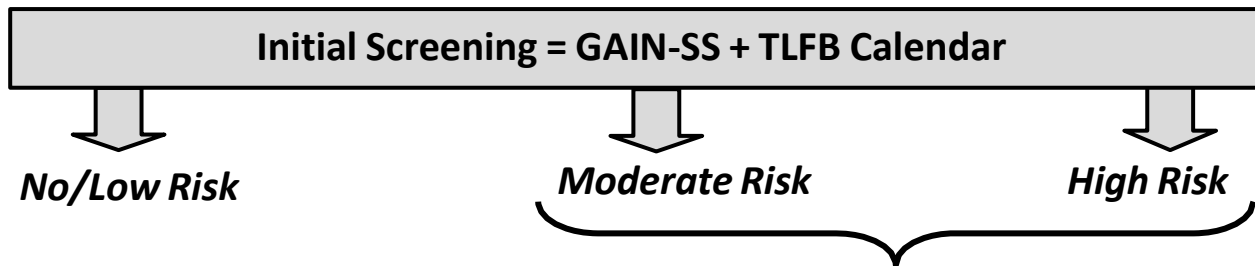 Initial Screening = GAIN-SS + TLFB Calendar
No/Low Risk
Moderate Risk
High Risk